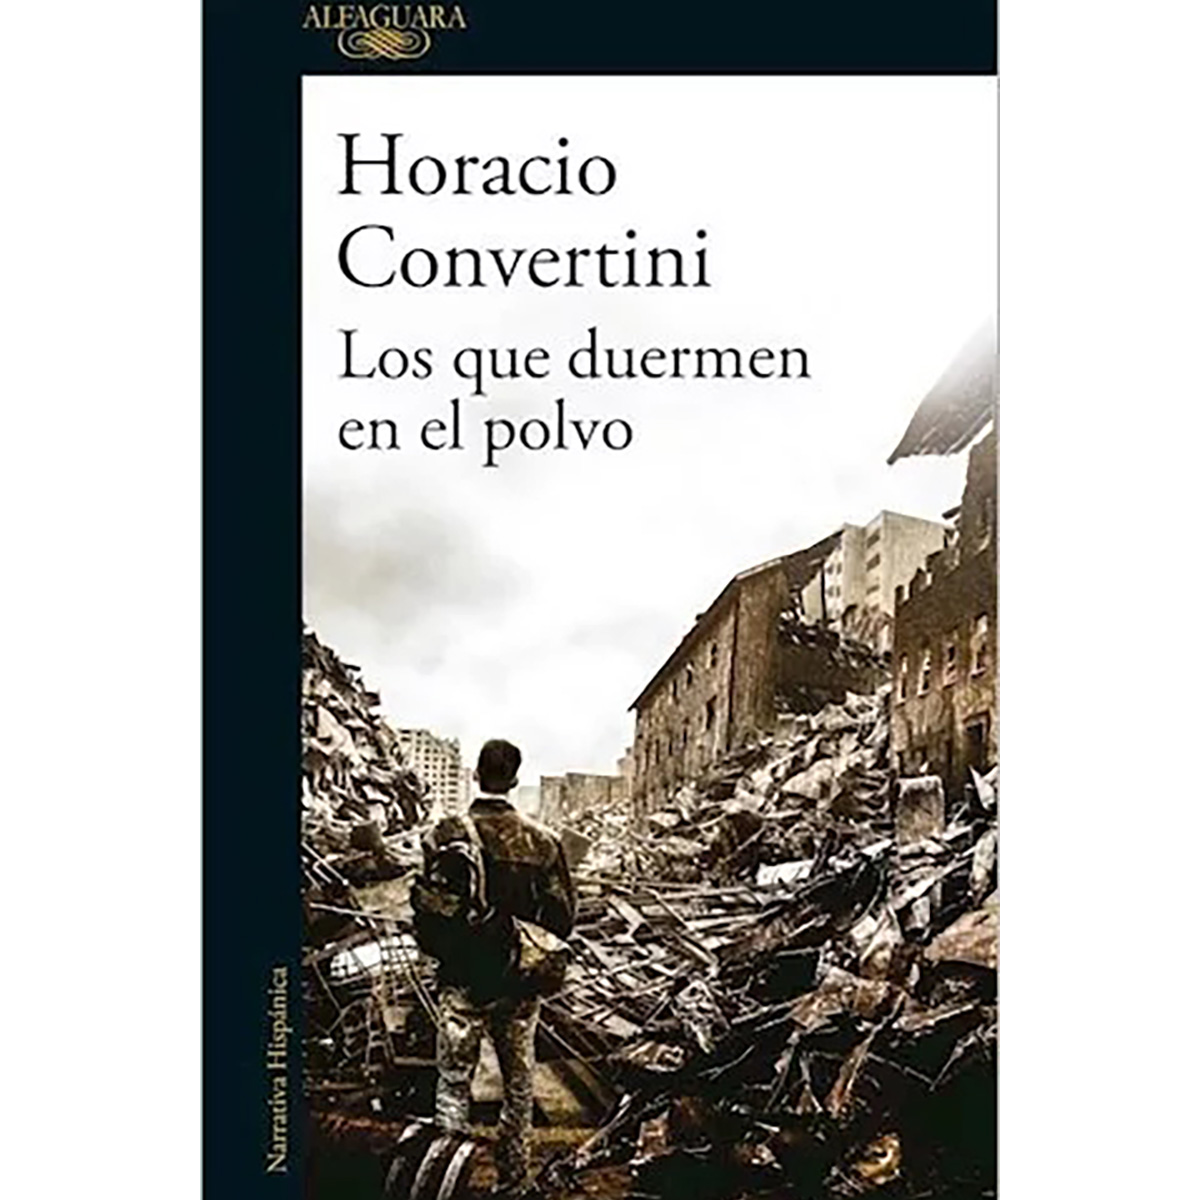 ALFAGUARA
Horacio
Convertini
Los que duermen
en el polvo
Narrativa Hispánica